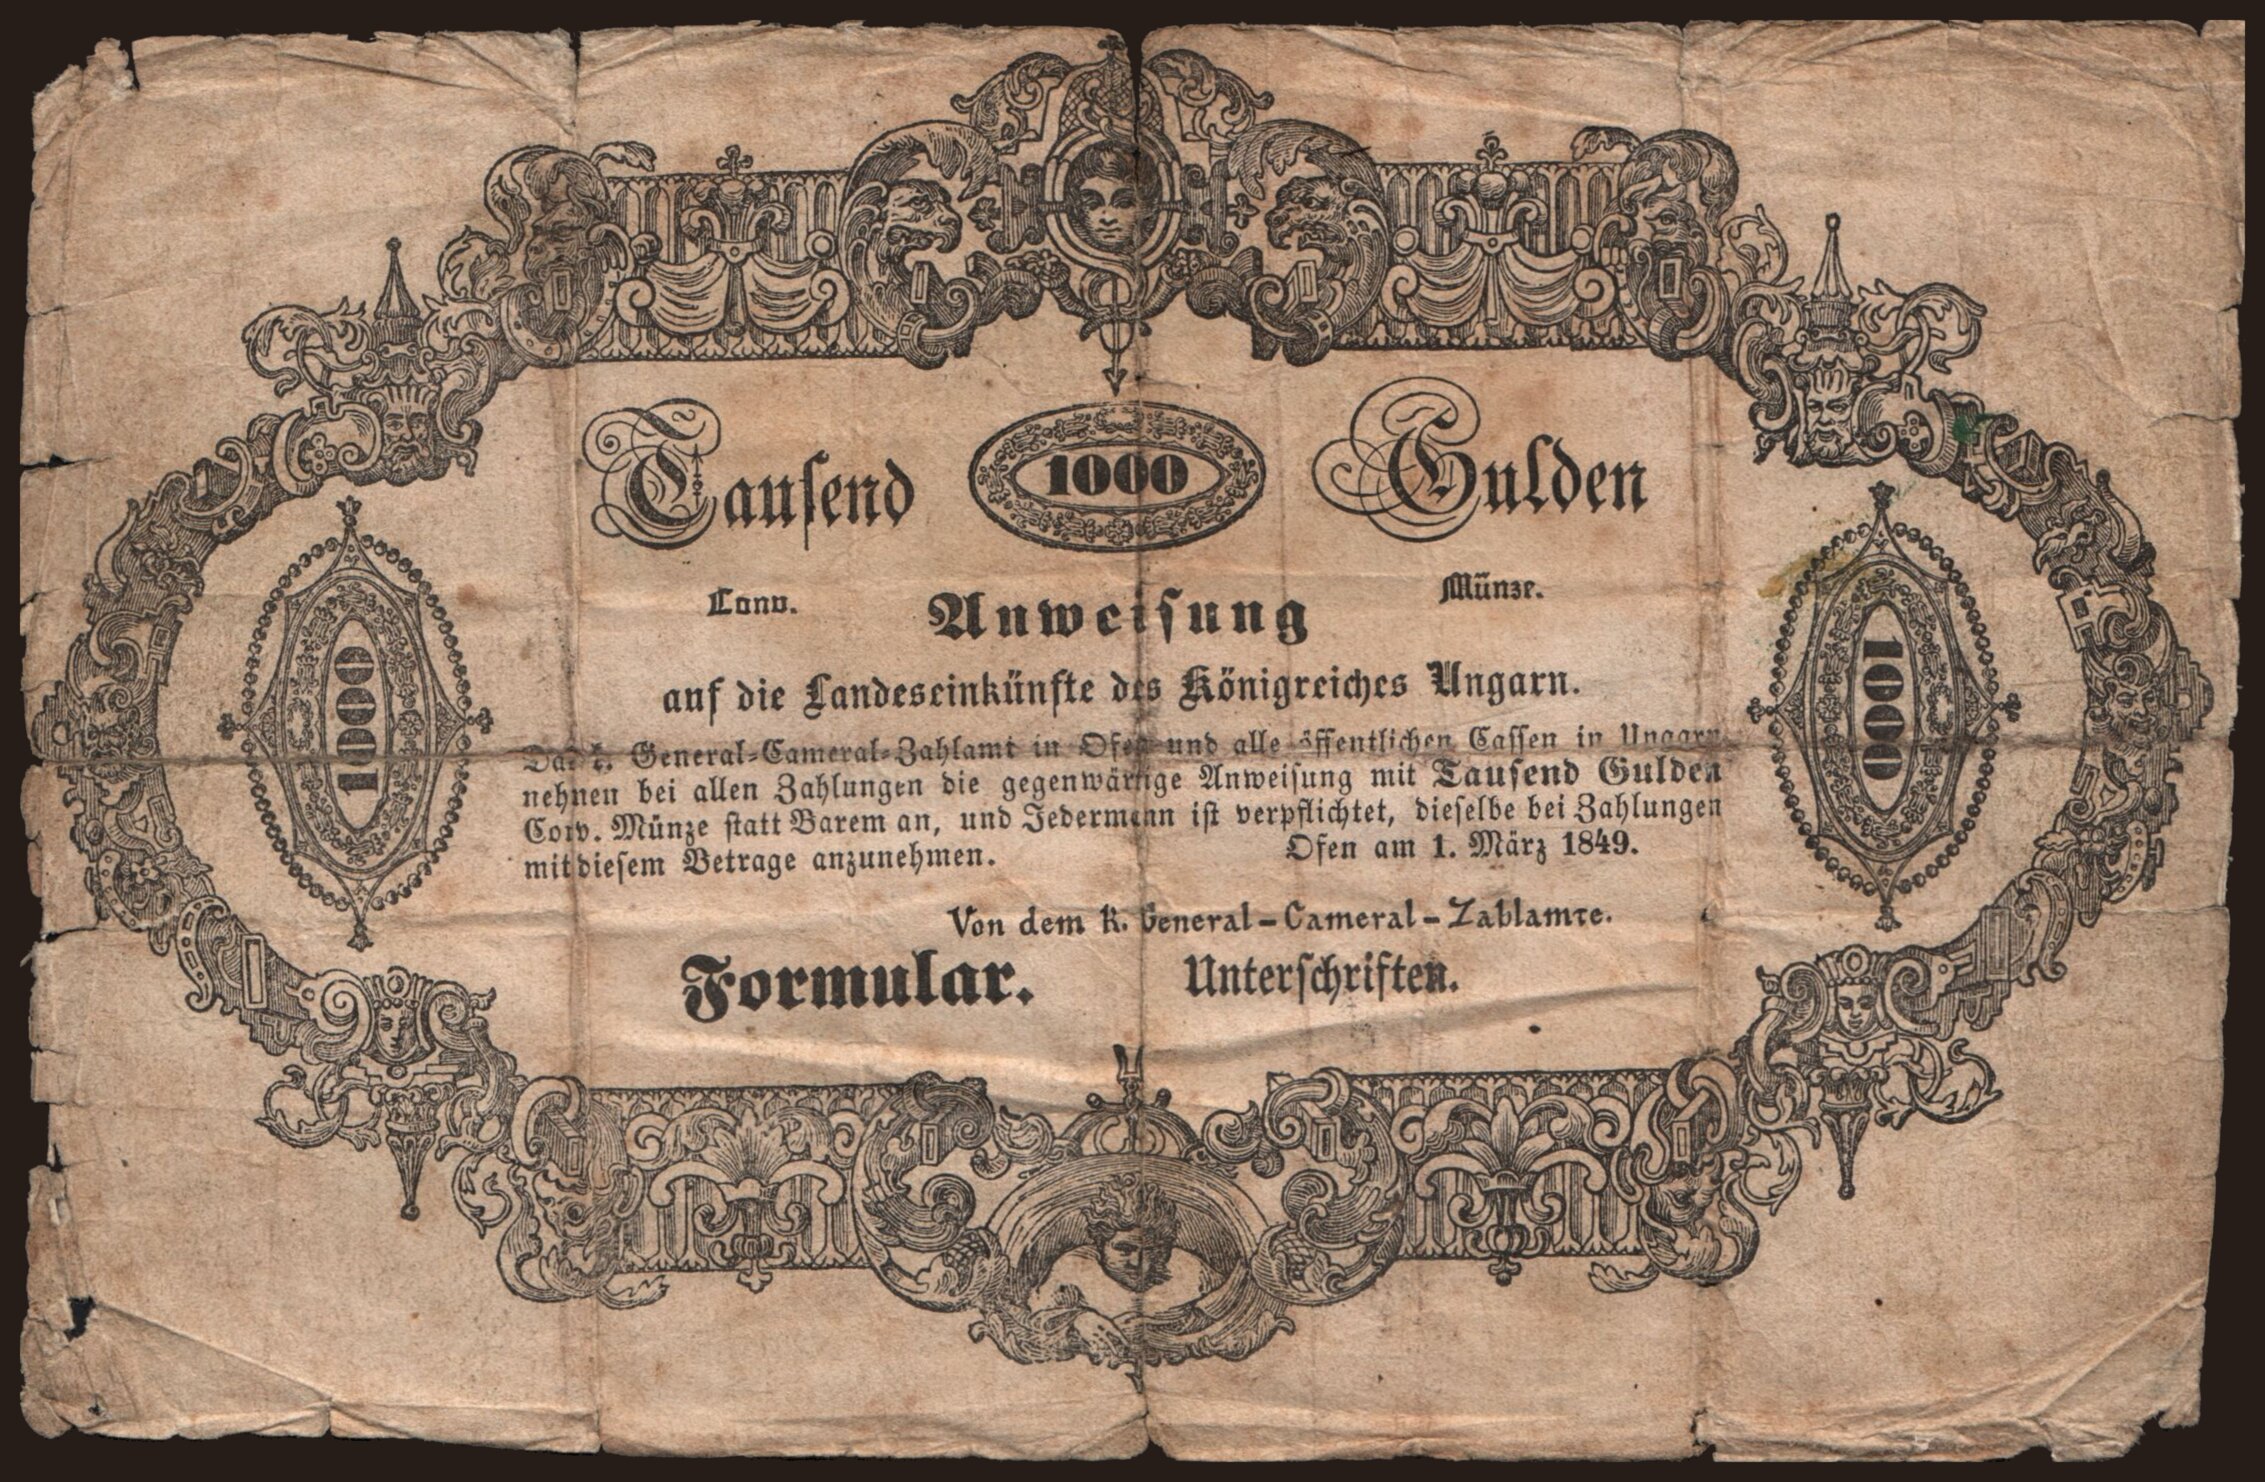 Tausend 1000 Gulden
Conv. Münze.
Anweisung
auf die Landeseinkünfte des Königreiches Ungarn.
Das k. General-Cameral-Zahlamt in Ofen und alle öffentlichen Cassen in Ungarn
nehnen bei allen Zahlungen die gegenwärtige Anweisung mit Tausend Gulden
Conv. Münze statt Barem an, und Jedermann ist verpflichtet, dieselbe bei Zahlungen
mit diesem Betrage anzunehmen. Ofen am 1. März 1849.
Von dem k. General-Cameral-Zahlamte.
Formular. Unterschriften.
1000
1000